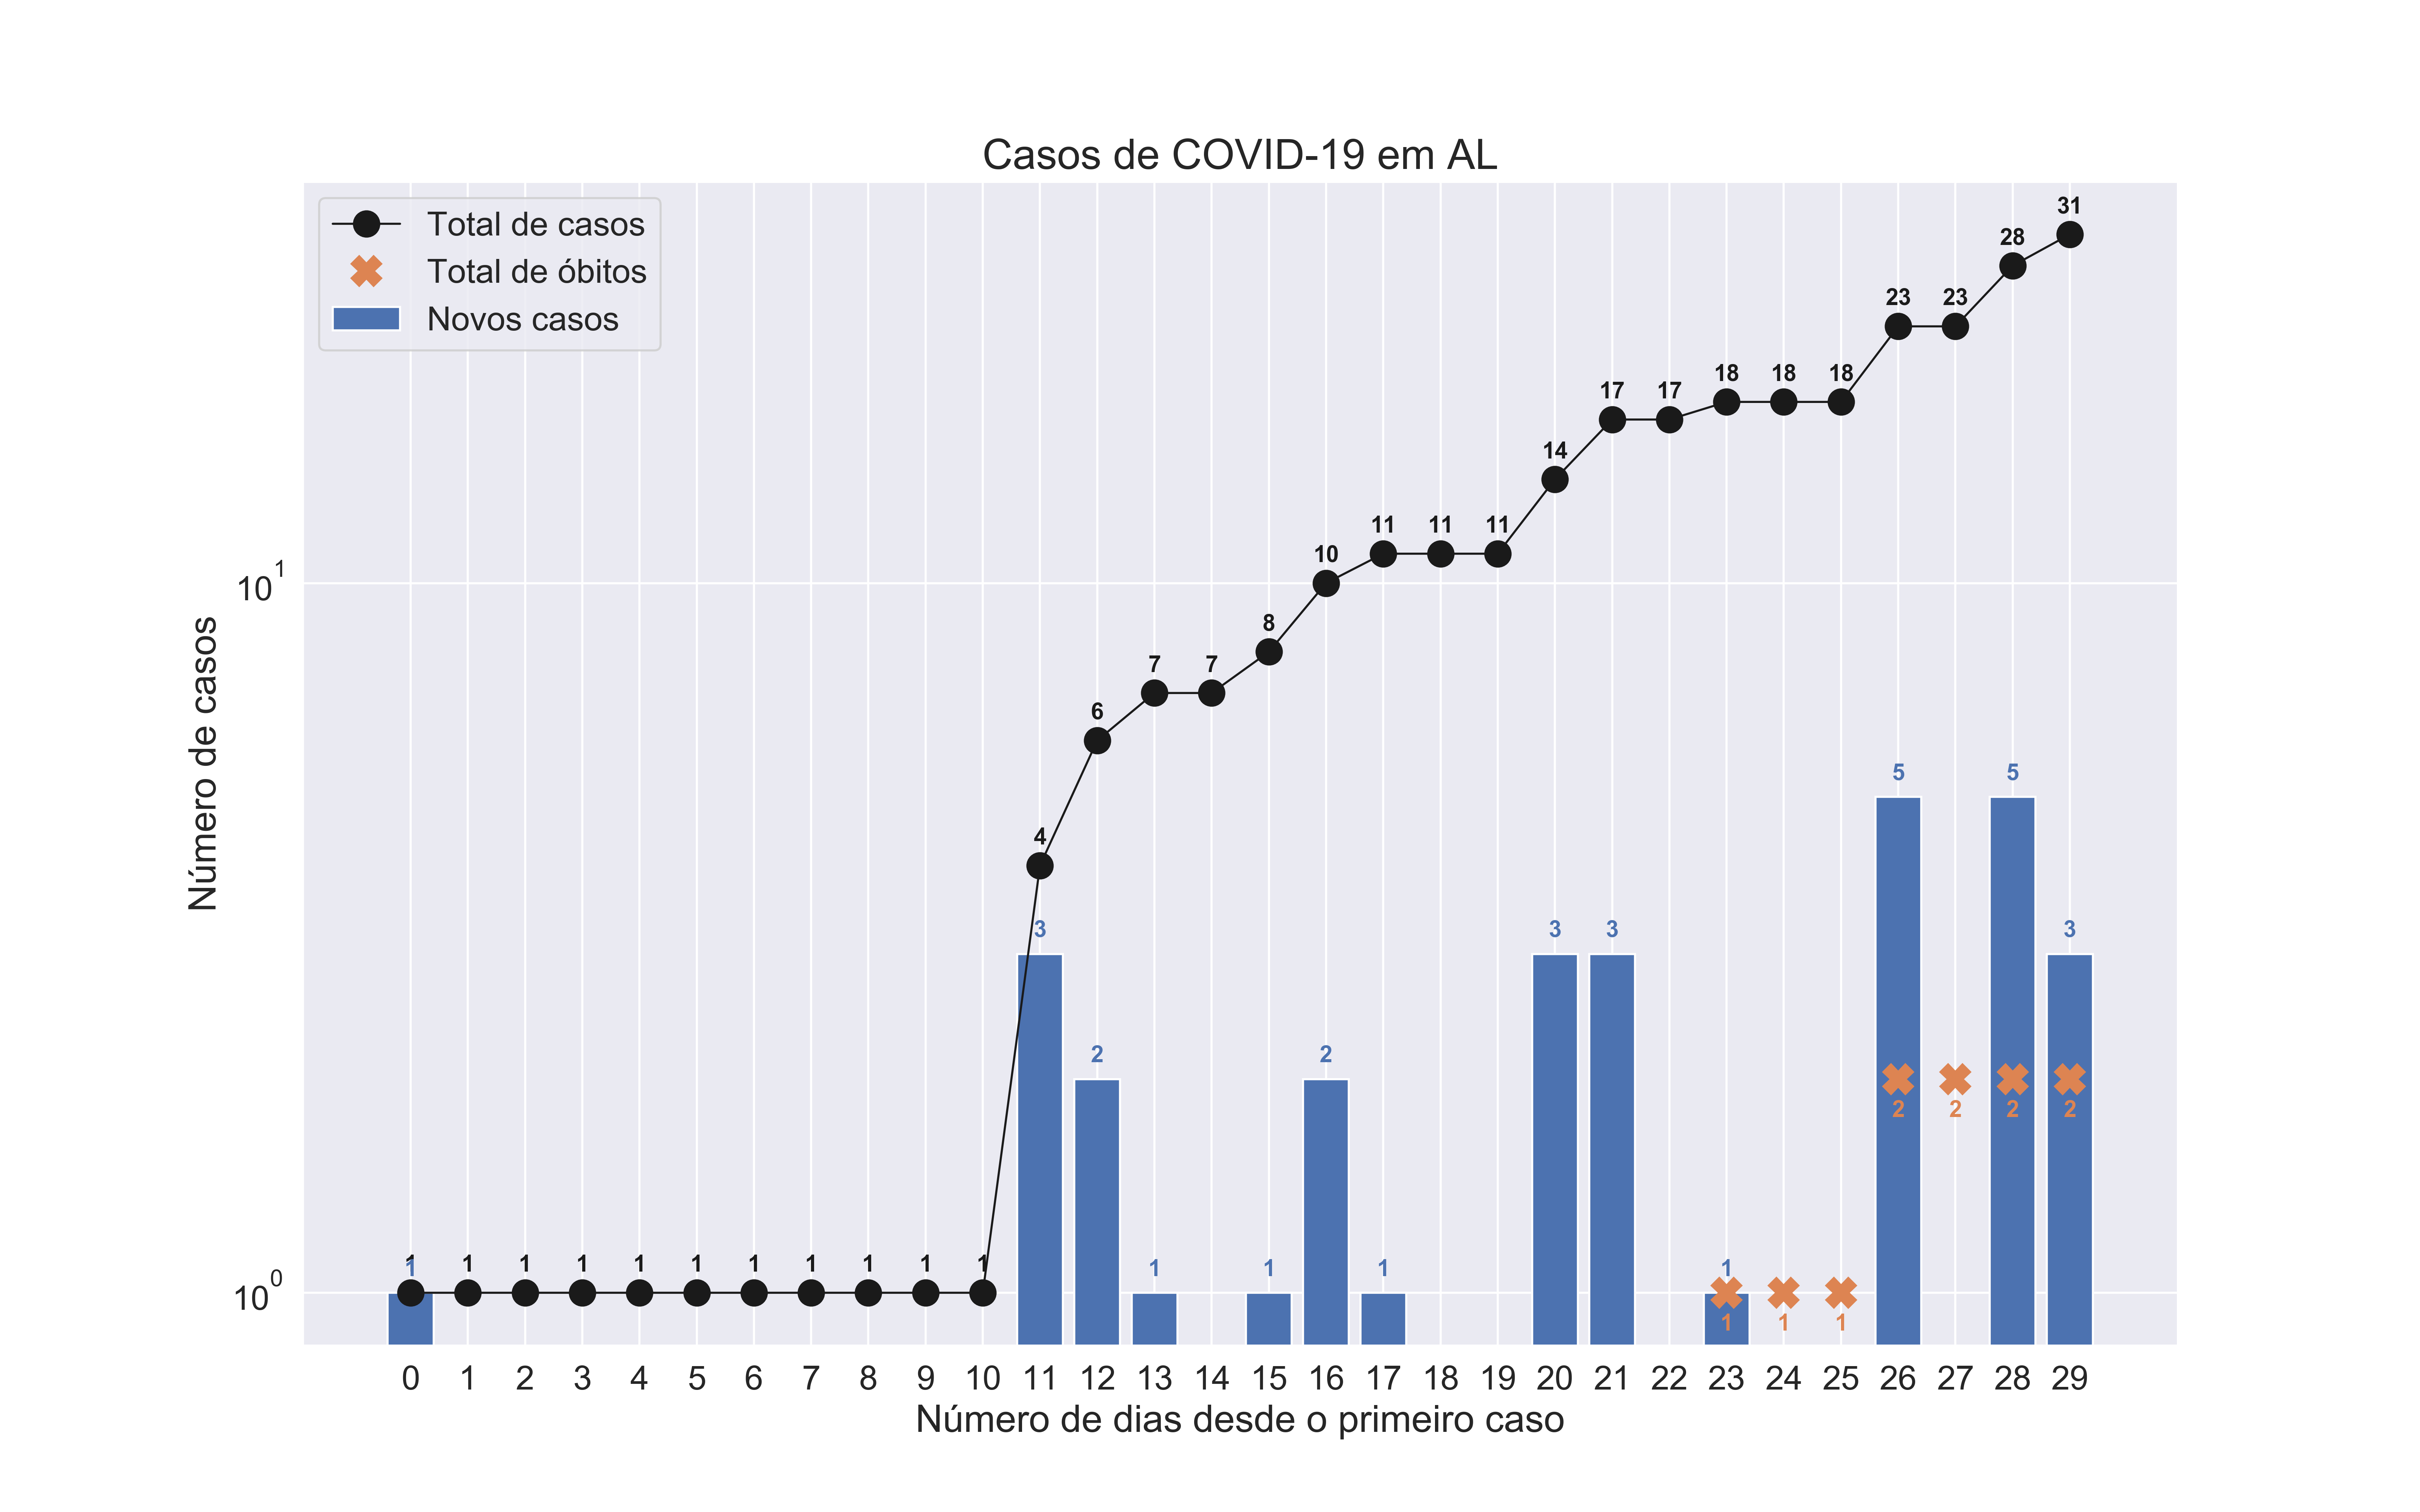 Casos de COVID-19 em AL
Total de casos
Total de óbitos
Novos casos
Número de casos
10^1
10^0
31
28
23 23
18 18 18
17 17
14
11 11 11
10
8
7 7
6
4
5 5
3 3 3 3
2 2
2 2 2 2
1 1 1 1 1 1 1 1 1 1 1
1 1 1 1 1
1 1 1
0 1 2 3 4 5 6 7 8 9 10 11 12 13 14 15 16 17 18 19 20 21 22 23 24 25 26 27 28 29
Número de dias desde o primeiro caso